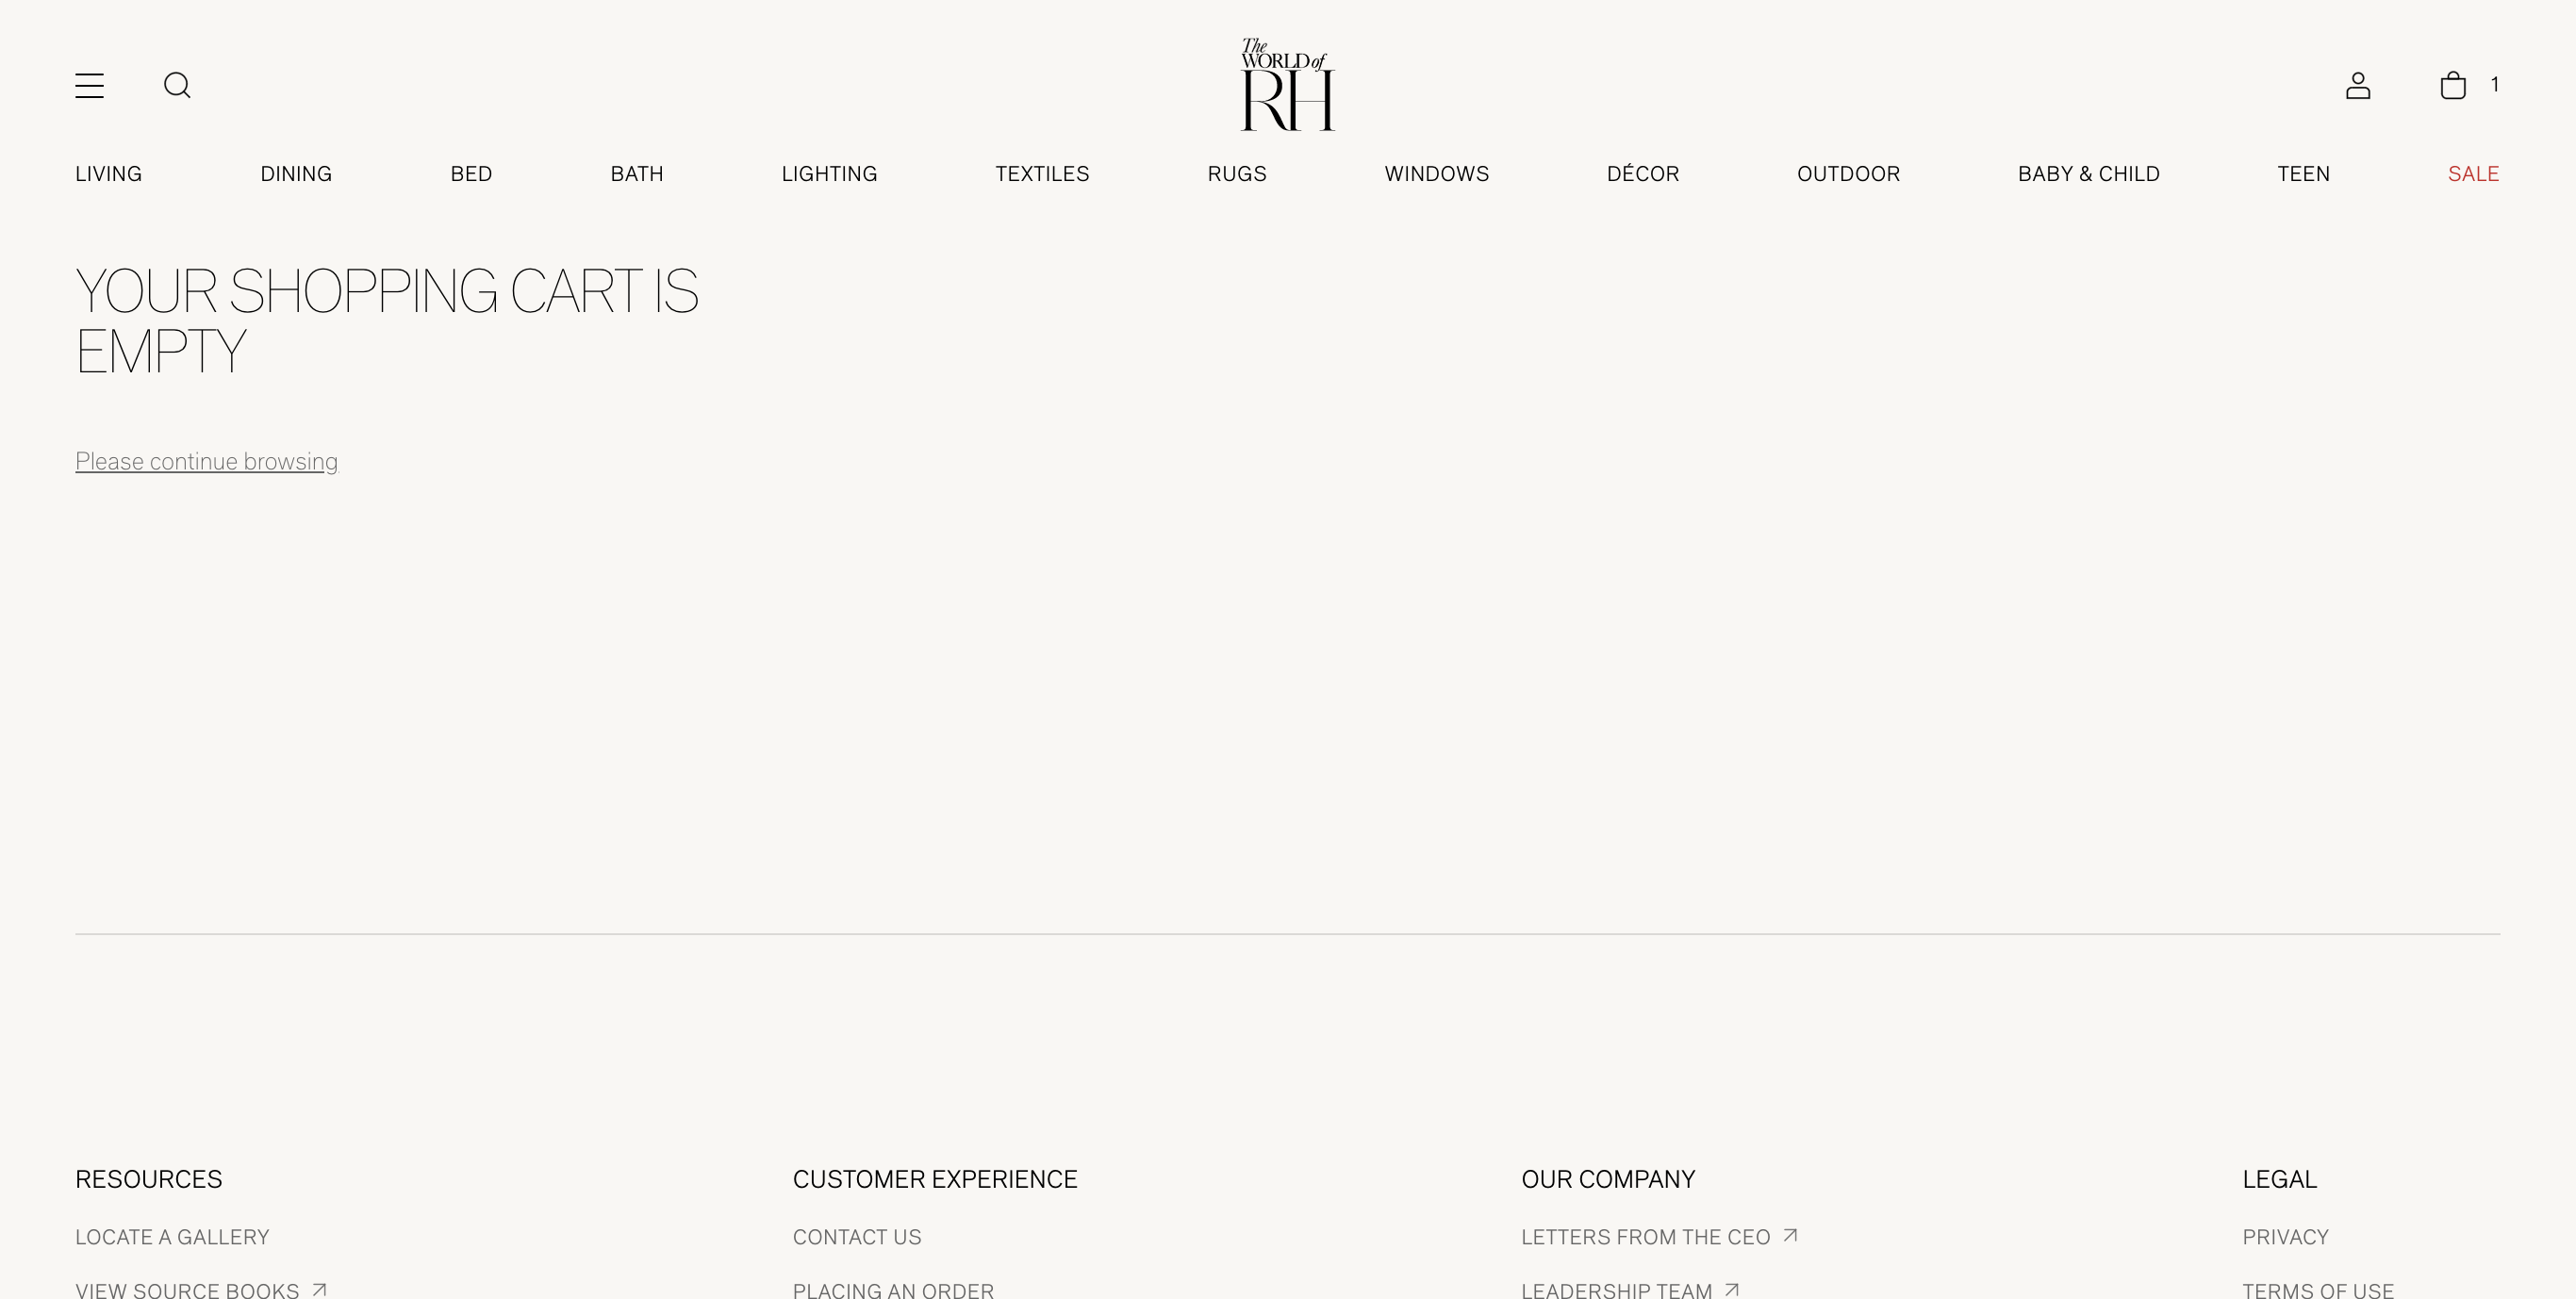 The
WORLD of
RH
1
LIVING DINING BED BATH LIGHTING TEXTILES RUGS WINDOWS DÉCOR OUTDOOR BABY & CHILD TEEN SALE
YOUR SHOPPING CART IS
EMPTY
Please continue browsing
RESOURCES CUSTOMER EXPERIENCE OUR COMPANY LEGAL
LOCATE A GALLERY CONTACT US LETTERS FROM THE CEO PRIVACY
VIEW SOURCE BOOKS PLACING AN ORDER LEADERSHIP TEAM TERMS OF USE